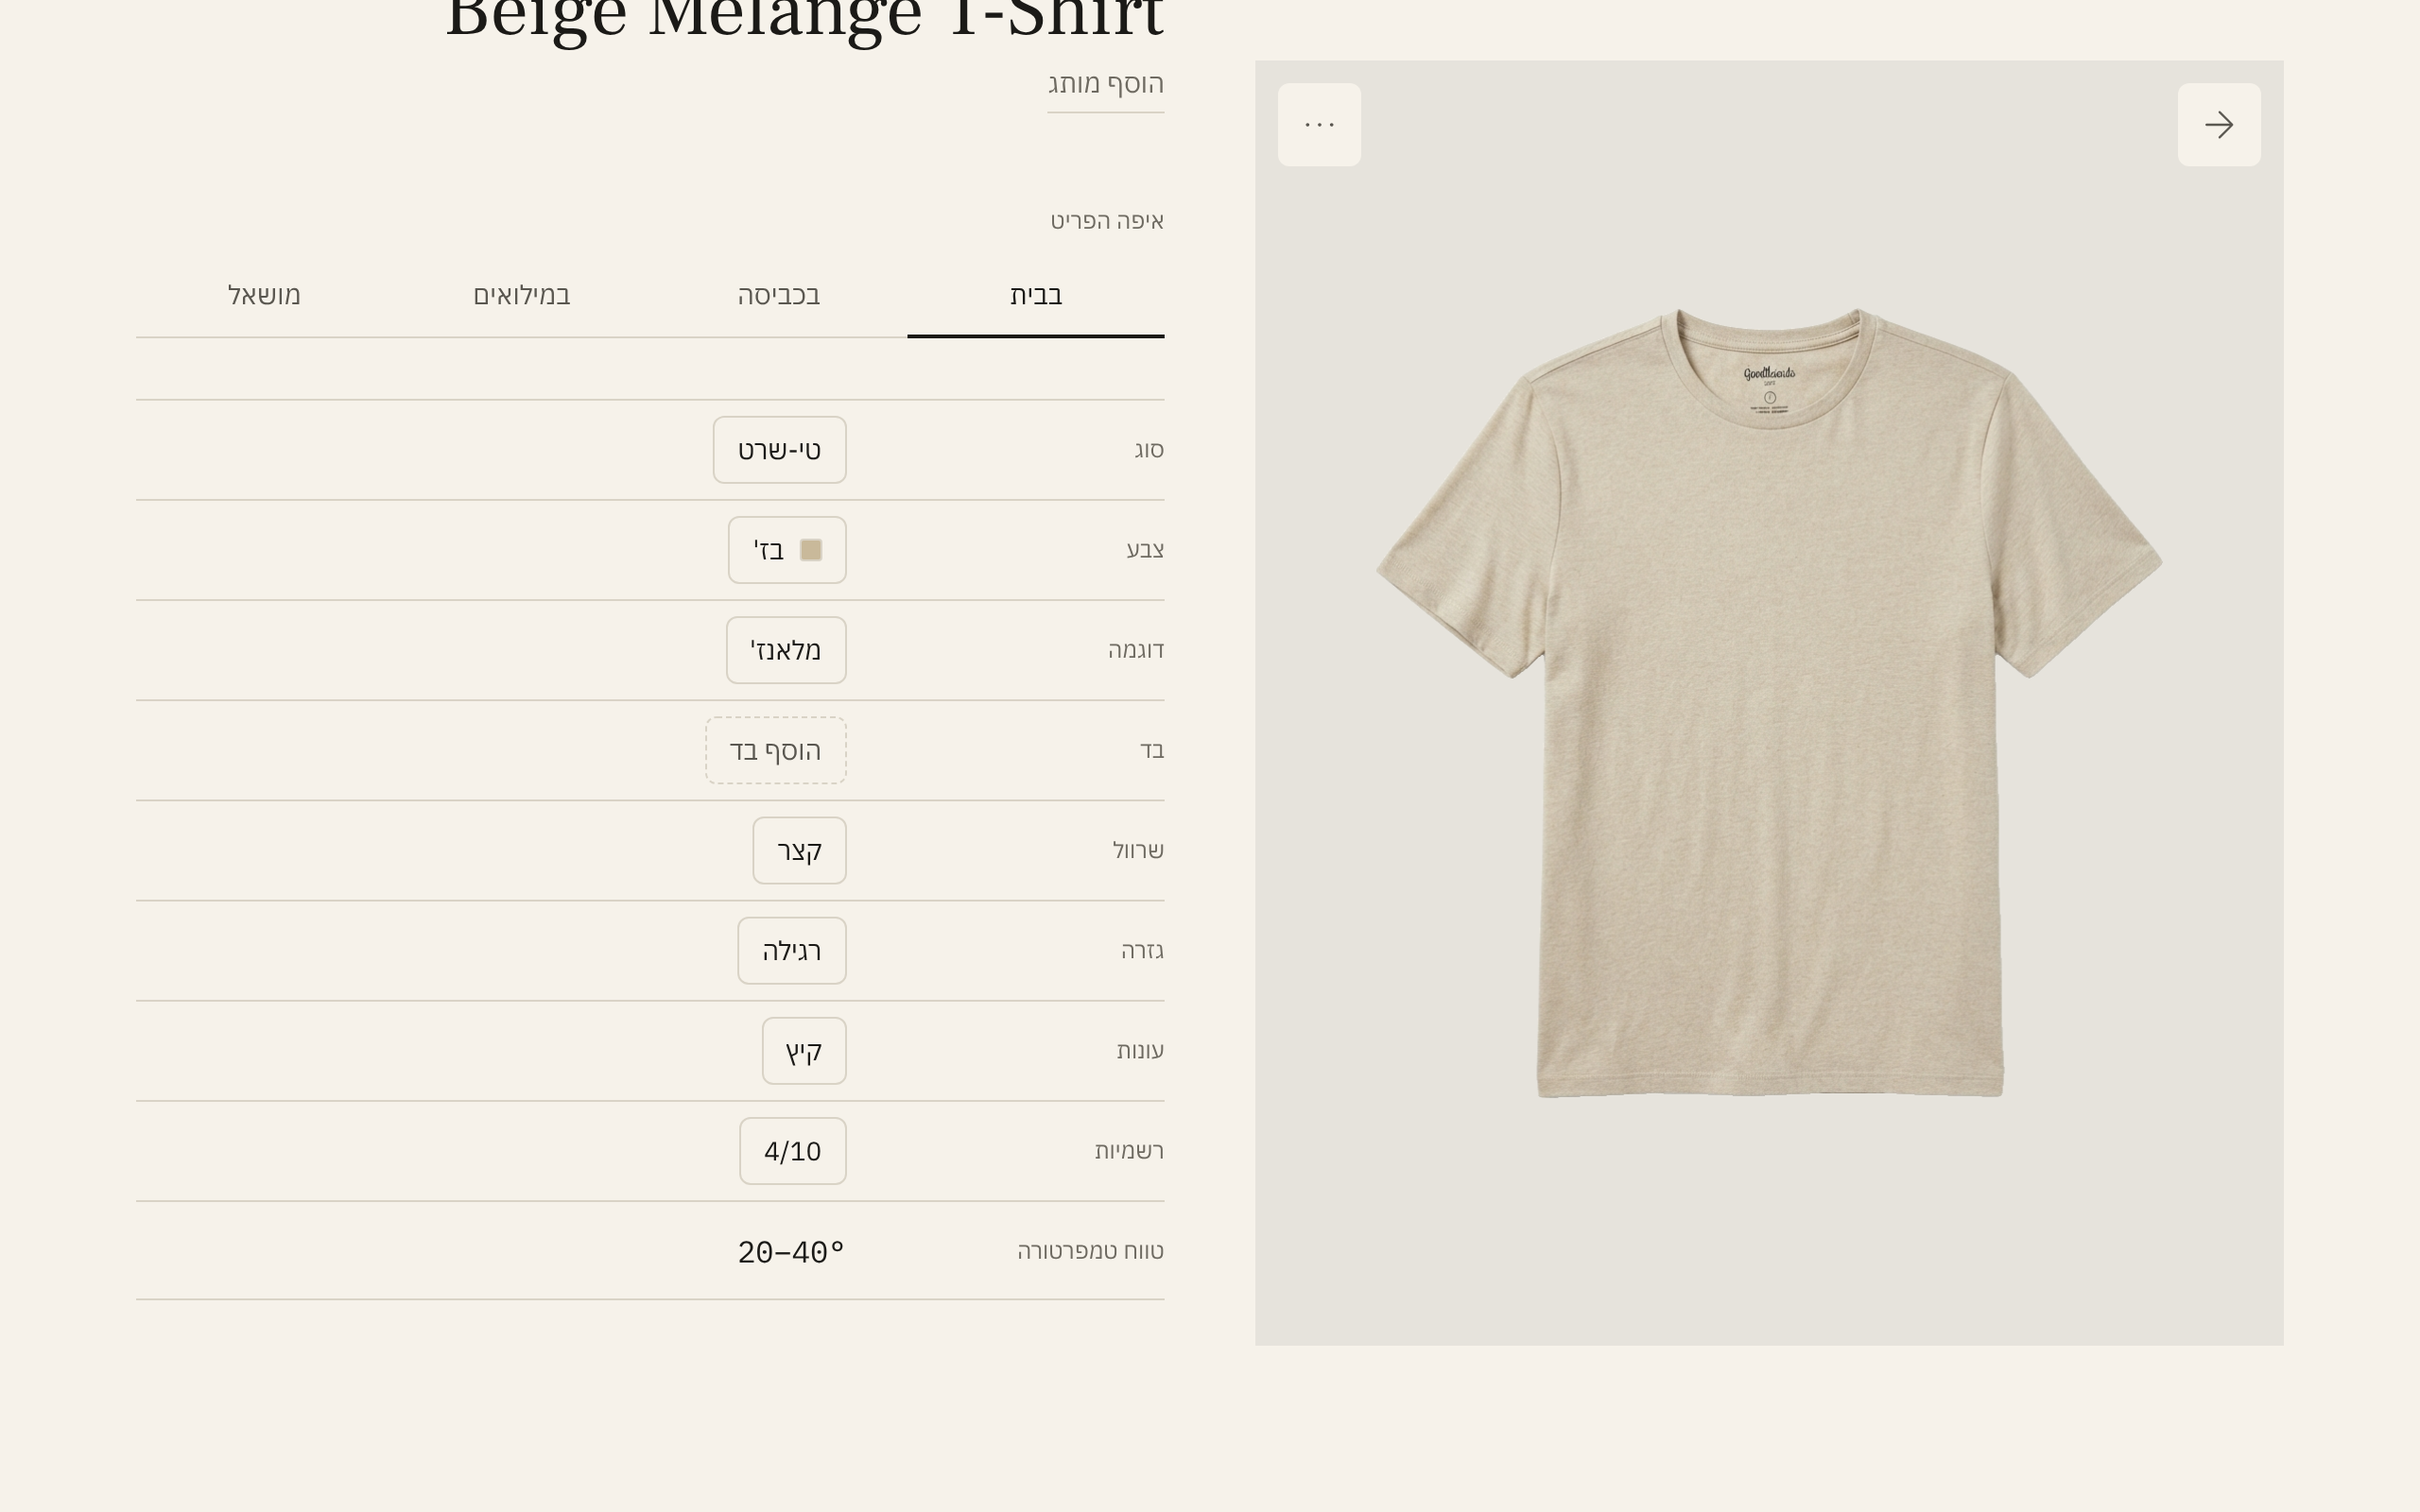 Beige Melange T-Shirt
הוסף מותג
איפה הפריט
בבית
בכביסה
במילואים
מושאל
סוג
טי-שרט
צבע
בז'
דוגמה
מלאנז'
בד
הוסף בד
שרוול
קצר
גזרה
רגילה
עונות
קיץ
רשמיות
4/10
טווח טמפרטורה
20–40°